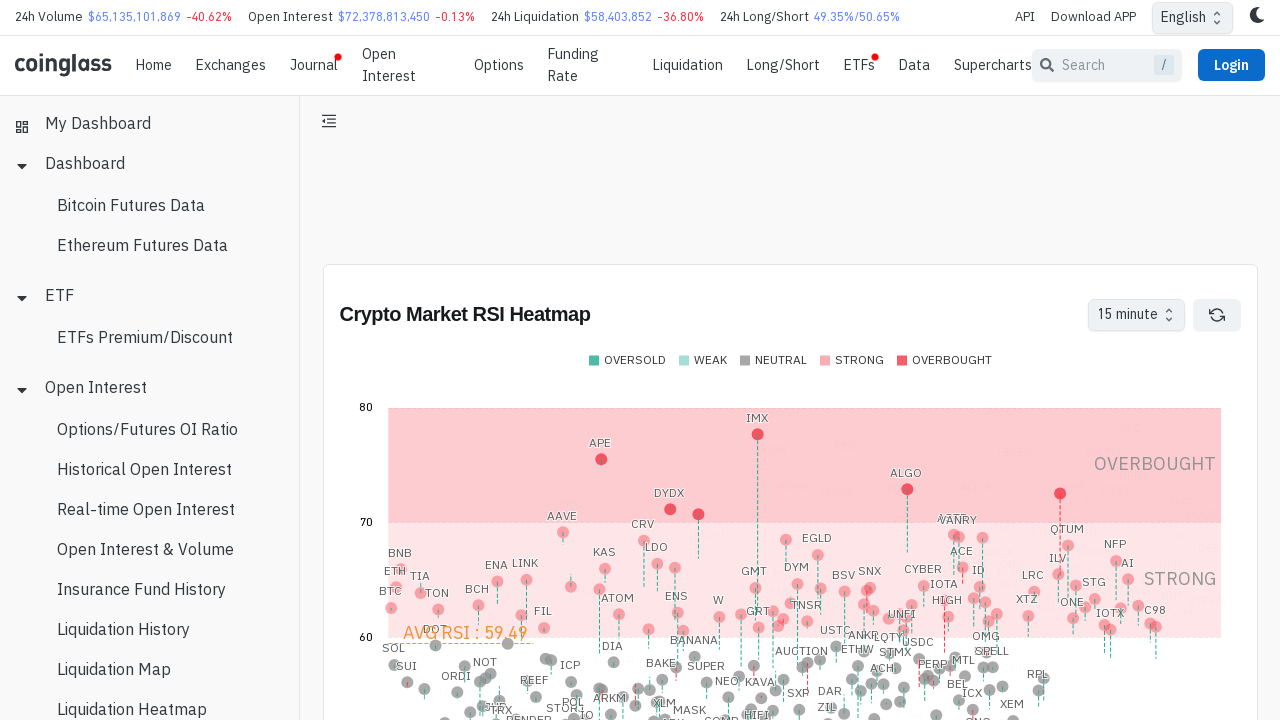 24h Volume $65,135,101,869 -40.62% Open Interest $72,378,813,450 -0.13% 24h Liquidation $58,403,852 -36.80% 24h Long/Short 49.35%/50.65% API Download APP English
coinglass Home Exchanges Journal Open Interest Options Funding Rate Liquidation Long/Short ETFs Data Supercharts Search / Login
My Dashboard
Dashboard
Bitcoin Futures Data
Ethereum Futures Data
ETF
ETFs Premium/Discount
Open Interest
Options/Futures OI Ratio
Historical Open Interest
Real-time Open Interest
Open Interest & Volume
Insurance Fund History
Liquidation History
Liquidation Map
Liquidation Heatmap
Crypto Market RSI Heatmap 15 minute
OVERSOLD WEAK NEUTRAL STRONG OVERBOUGHT
80
IMX
APE
OVERBOUGHT
ALGO
DYDX
70
AAVE
VANRY
CRV
QTUM
EGLD
LDO
KAS
ACE
NFP
BNB
ILV
LINK
ENA
AI
ETH
TIA
GMT
DYM
BSV
SNX
CYBER
ID
LRC
STG
STRONG
BTC
TON
BCH
IOTA
ATOM
ENS
W
TNSR
HIGH
XTZ
ONE
FIL
GRT
UNFI
IOTX
C98
DOT
AVG RSI : 59.49
60
BANANA
USTC
ANKR
LQTY
USDC
OMG
SOL
DIA
AUCTION
ETHW
STMX
SPELL
SUI
NOT
ICP
BAKE
SUPER
ACH
PERP
MTL
RPL
ORDI
REEF
NEO
KAVA
SXP
DAR
BEL
ICX
TRX
STORJ
POL
ARKM
XLM
MASK
HIFI
ZIL
XEM
RENDER
IO
COMP